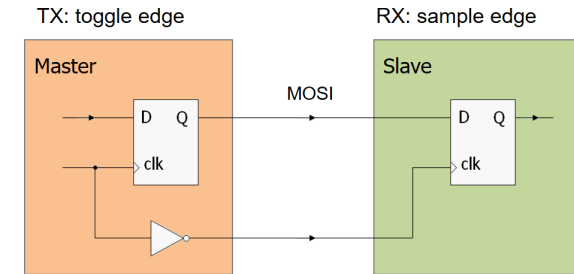 TX: toggle edge
RX: sample edge
Master
Slave
MOSI
D Q
clk
D Q
clk